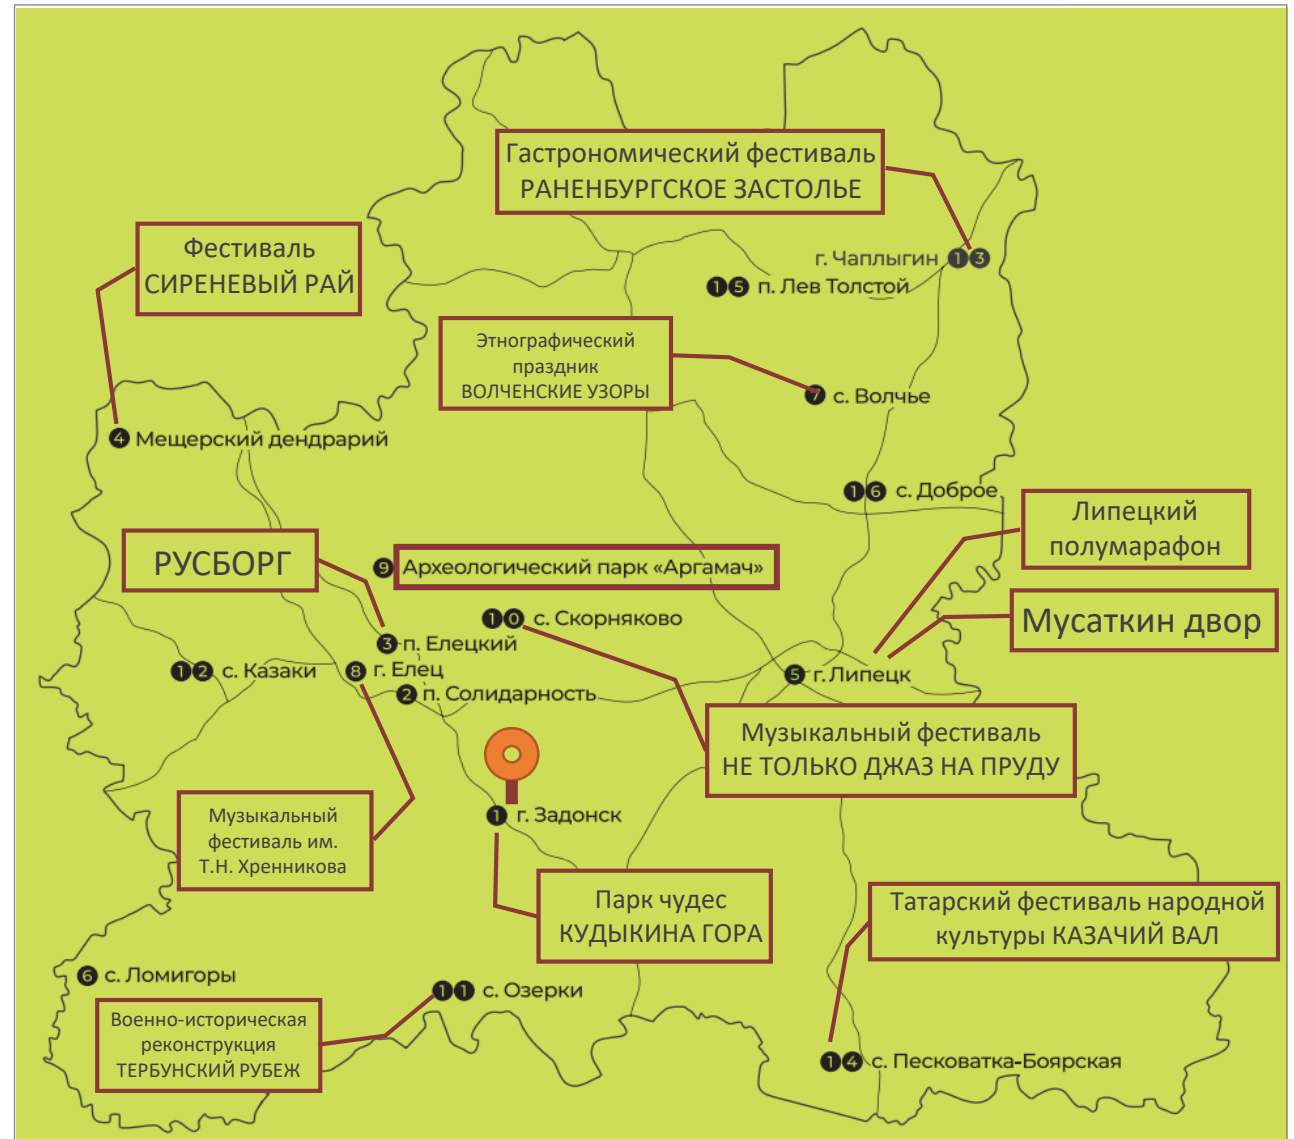 Гастрономический фестиваль
РАНЕНБУРГСКОЕ ЗАСТОЛЬЕ
Фестиваль
СИРЕНЕВЫЙ РАЙ
г. Чаплыгин 13
15 п. Лев Толстой
Этнографический
праздник
ВОЛЧЕНСКИЕ УЗОРЫ
7 с. Волчье
4 Мещерский дендрарий
16 с. Доброе
Липецкий
полумарафон
РУСБОРГ
9 Археологический парк «Аргамач»
Мусаткин двор
10 с. Скорняково
3 п. Елецкий
12 с. Казаки
8 г. Елец
5 г. Липецк
2 п. Солидарность
Музыкальный фестиваль
НЕ ТОЛЬКО ДЖАЗ НА ПРУДУ
1 г. Задонск
Музыкальный
фестиваль им.
Т.Н. Хренникова
Парк чудес
КУДЫКИНА ГОРА
Татарский фестиваль народной
культуры КАЗАЧИЙ ВАЛ
6 с. Ломигоры
11 с. Озерки
Военно-историческая
реконструкция
ТЕРБУНСКИЙ РУБЕЖ
14 с. Песковатка-Боярская